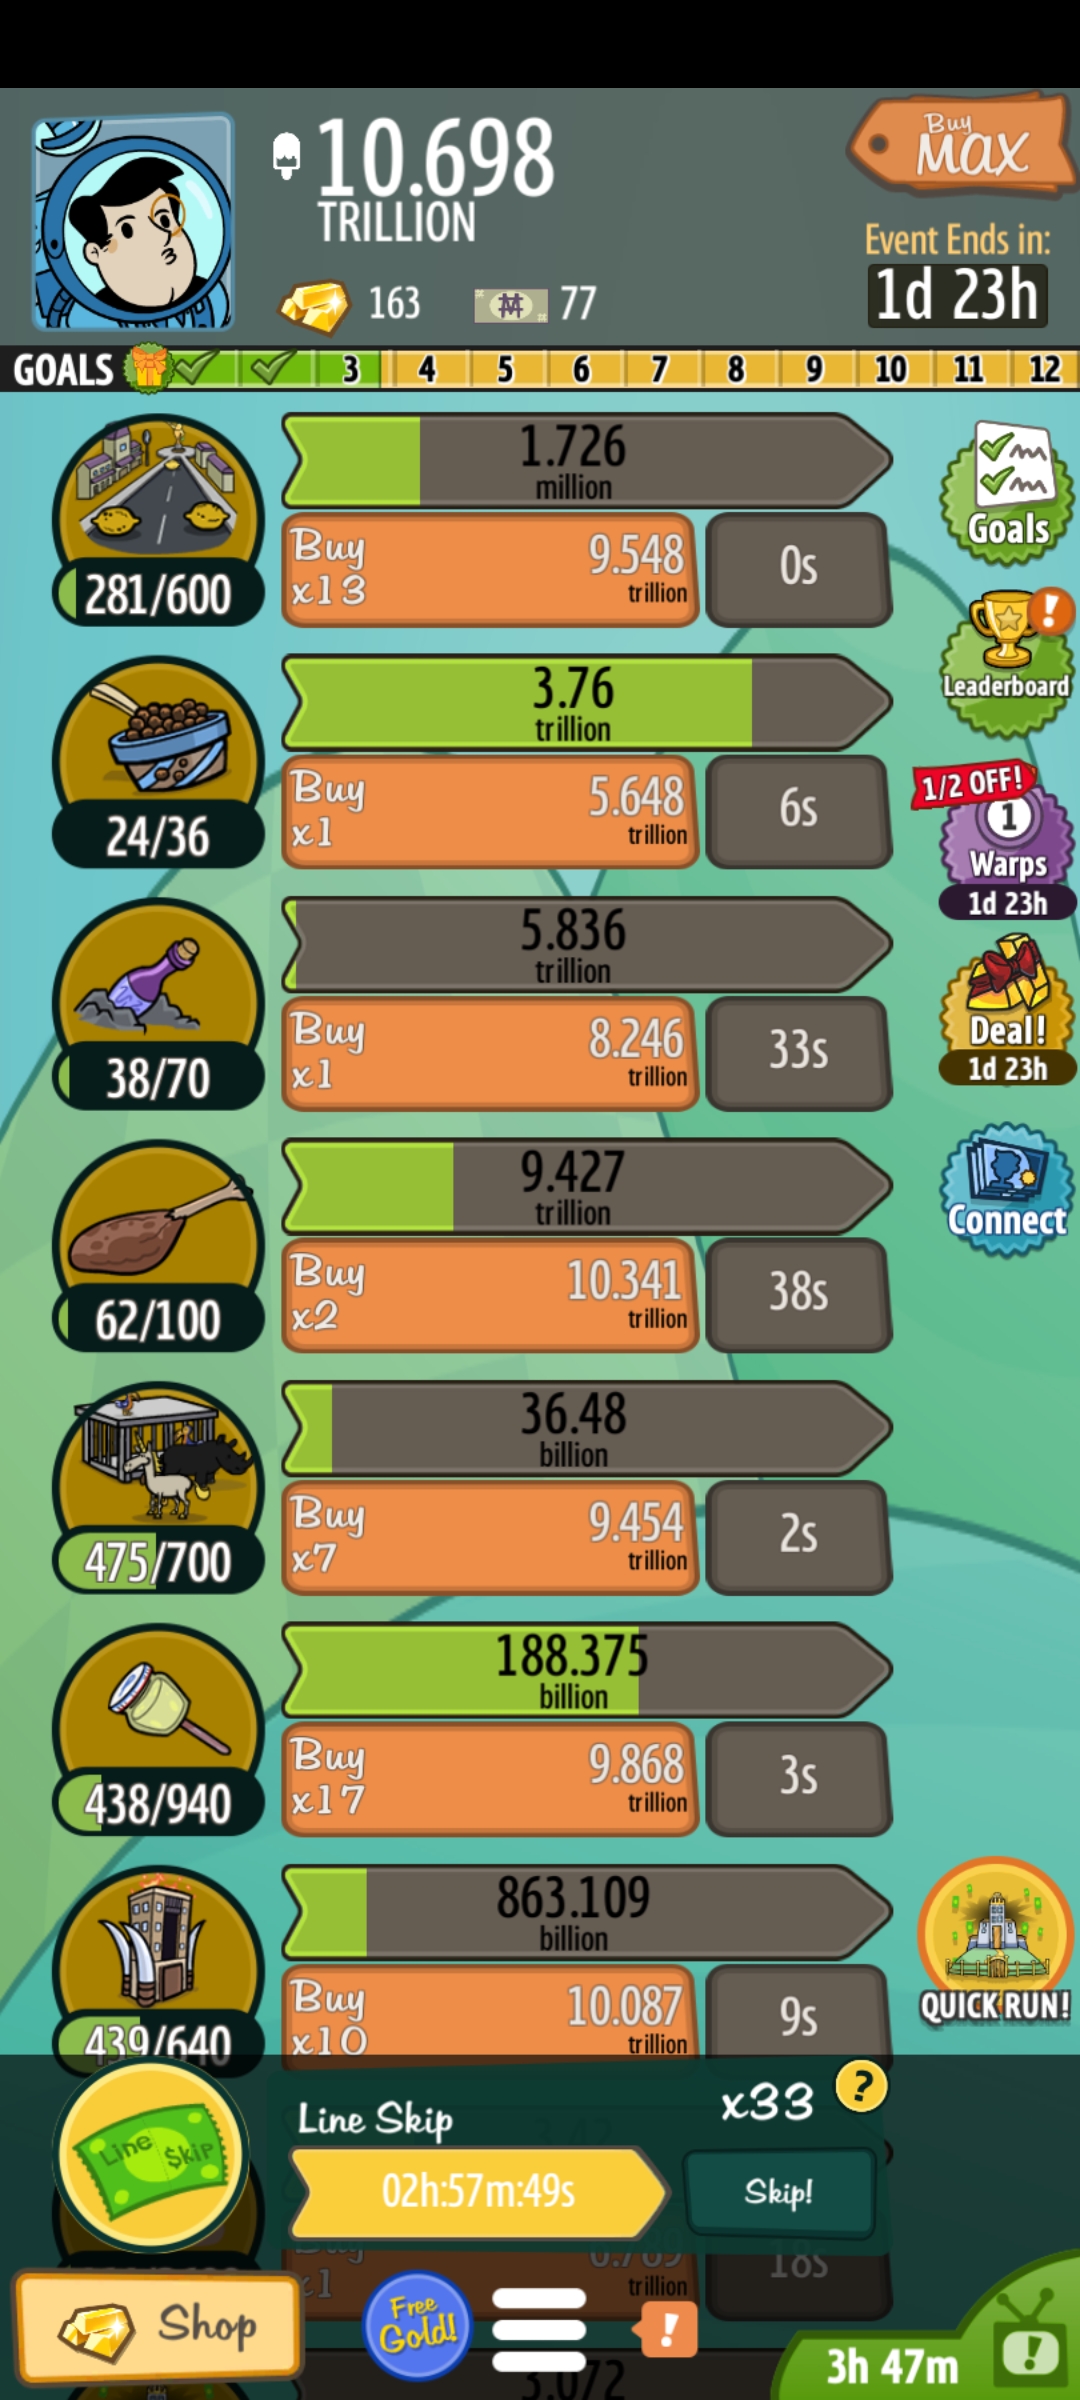 10.698
TRILLION
Buy
MAX
Event Ends in:
1d 23h
163
77
GOALS 3 4 5 6 7 8 9 10 11 12
1.726
million
Buy
x13
9.548
trillion
0s
281/600
Goals
3.76
trillion
Buy
x1
5.648
trillion
6s
24/36
Leaderboard
1/2 OFF!
1
Warps
1d 23h
5.836
trillion
Buy
x1
8.246
trillion
33s
38/70
Deal!
1d 23h
9.427
trillion
Buy
x2
10.341
trillion
38s
62/100
Connect
36.48
billion
Buy
x7
9.454
trillion
2s
475/700
188.375
billion
Buy
x17
9.868
trillion
3s
438/940
863.109
billion
Buy
x10
10.087
trillion
9s
439/640
QUICK RUN!
Line Skip
Line Skip
x33
?
02h:57m:49s
Skip!
x1
trillion
18s
Shop
Free
Gold!
!
3.072
3h 47m